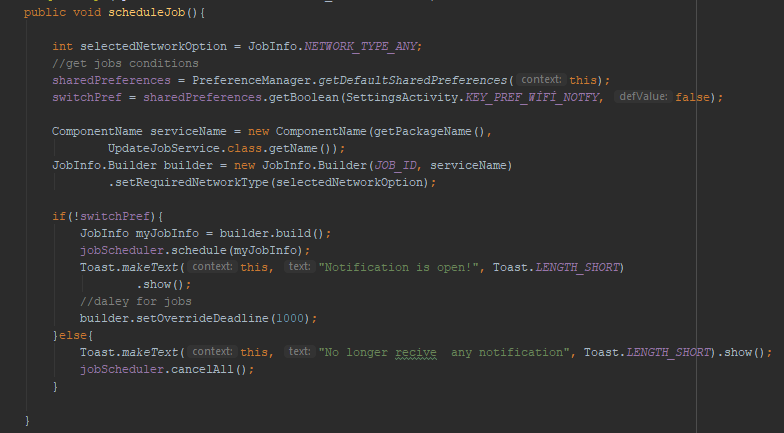 public void scheduleJob(){
int selectedNetworkOption = JobInfo.NETWORK_TYPE_ANY;
//get jobs conditions
sharedPreferences = PreferenceManager.getDefaultSharedPreferences( context: this);
switchPref = sharedPreferences.getBoolean(SettingsActivity.KEY_PREF_WİFİ_NOTFY, defValue: false);
ComponentName serviceName = new ComponentName(getPackageName(),
UpdateJobService.class.getName());
JobInfo.Builder builder = new JobInfo.Builder(JOB_ID, serviceName)
.setRequiredNetworkType(selectedNetworkOption);
if(!switchPref){
JobInfo myJobInfo = builder.build();
jobScheduler.schedule(myJobInfo);
Toast.makeText( context: this, text: "Notification is open!", Toast.LENGTH_SHORT)
.show();
//daley for jobs
builder.setOverrideDeadline(1000);
}else{
Toast.makeText( context: this, text: "No longer recive  any notification", Toast.LENGTH_SHORT).show();
jobScheduler.cancelAll();
}
}